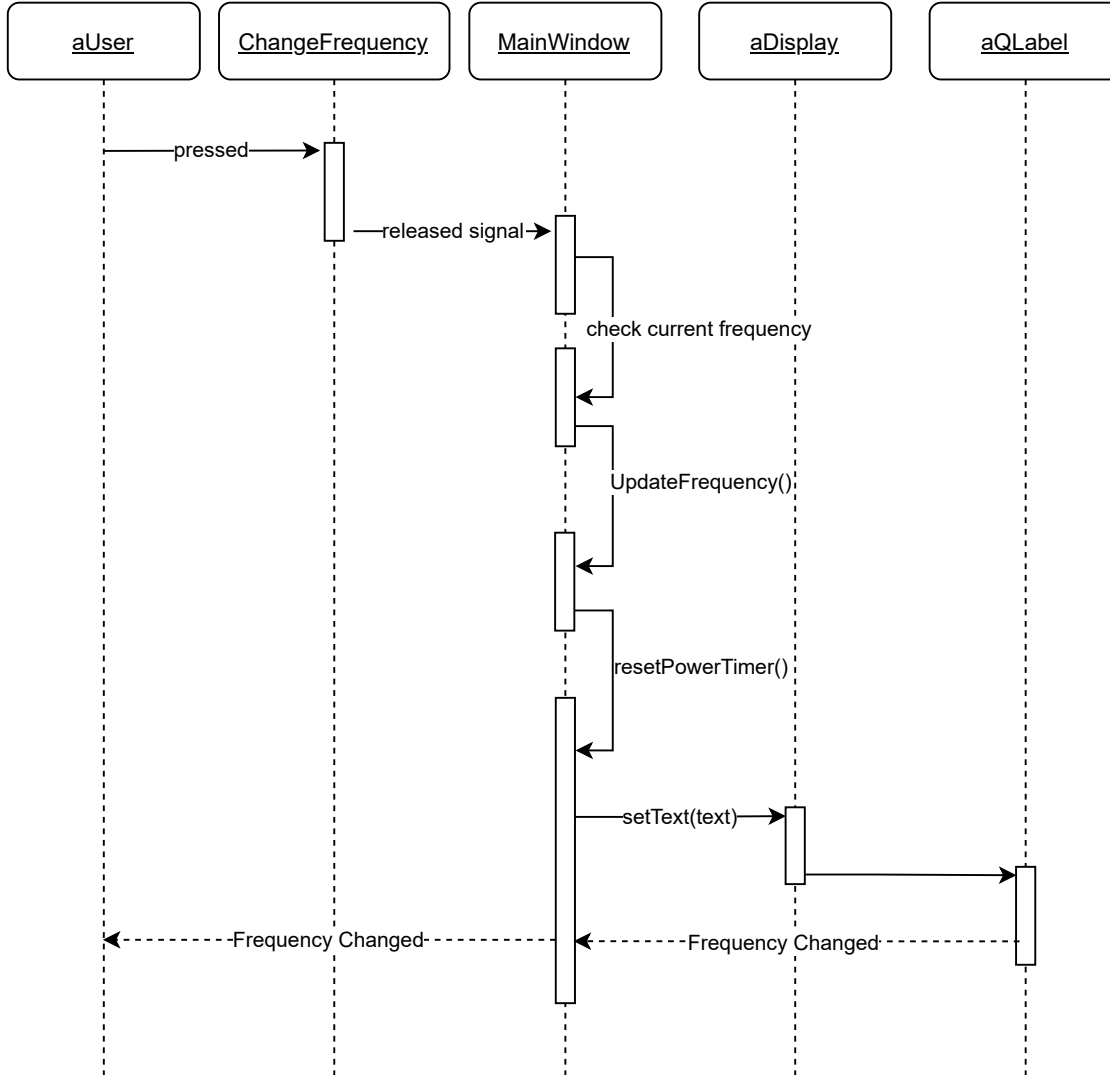 aUser
ChangeFrequency
MainWindow
aDisplay
aQLabel
pressed
released signal
check current frequency
UpdateFrequency()
resetPowerTimer()
setText(text)
Frequency Changed
Frequency Changed